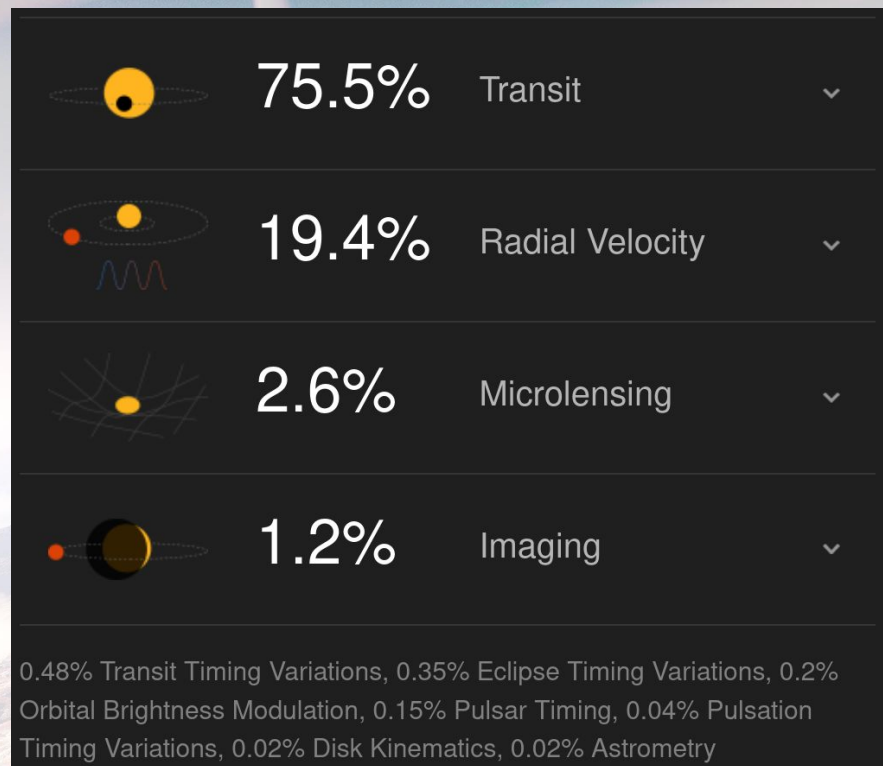 75.5% Transit
19.4% Radial Velocity
2.6% Microlensing
1.2% Imaging
0.48% Transit Timing Variations, 0.35% Eclipse Timing Variations, 0.2%
Orbital Brightness Modulation, 0.15% Pulsar Timing, 0.04% Pulsation
Timing Variations, 0.02% Disk Kinematics, 0.02% Astrometry